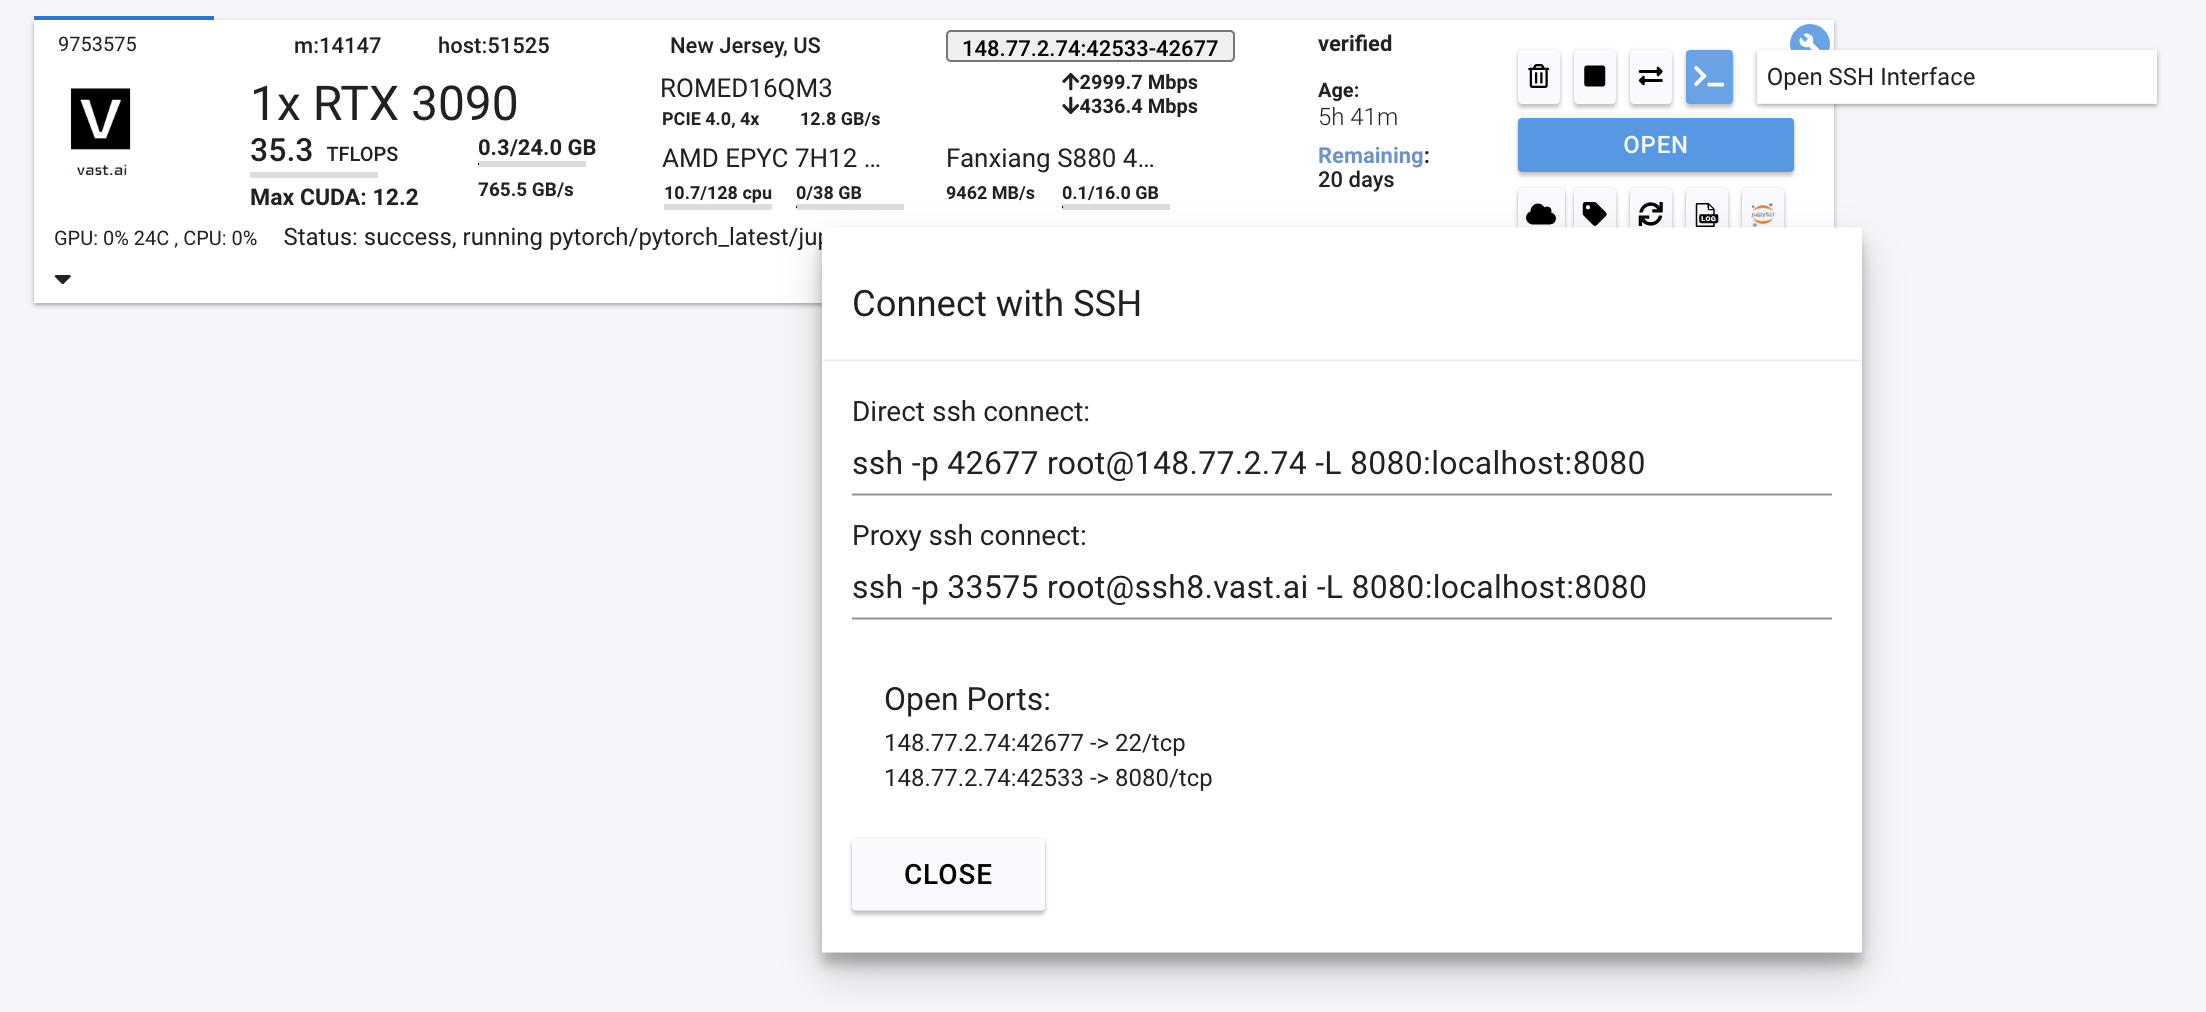 9753575
m:14147
host:51525
New Jersey, US
148.77.2.74:42533-42677
verified
V
vast.ai
1x RTX 3090
35.3 TFLOPS
Max CUDA: 12.2
0.3/24.0 GB
765.5 GB/s
ROMED16QM3
PCIE 4.0, 4x
12.8 GB/s
AMD EPYC 7H12 ...
10.7/128 cpu
0/38 GB
↑2999.7 Mbps
↓4336.4 Mbps
Fanxiang S880 4...
9462 MB/s
0.1/16.0 GB
Age:
5h 41m
Remaining:
20 days
Open SSH Interface
OPEN
LOG
jupyter
GPU: 0% 24C , CPU: 0%
Status: success, running pytorch/pytorch_latest/jup
Connect with SSH
Direct ssh connect:
ssh -p 42677 root@148.77.2.74 -L 8080:localhost:8080
Proxy ssh connect:
ssh -p 33575 root@ssh8.vast.ai -L 8080:localhost:8080
Open Ports:
148.77.2.74:42677 -> 22/tcp
148.77.2.74:42533 -> 8080/tcp
CLOSE